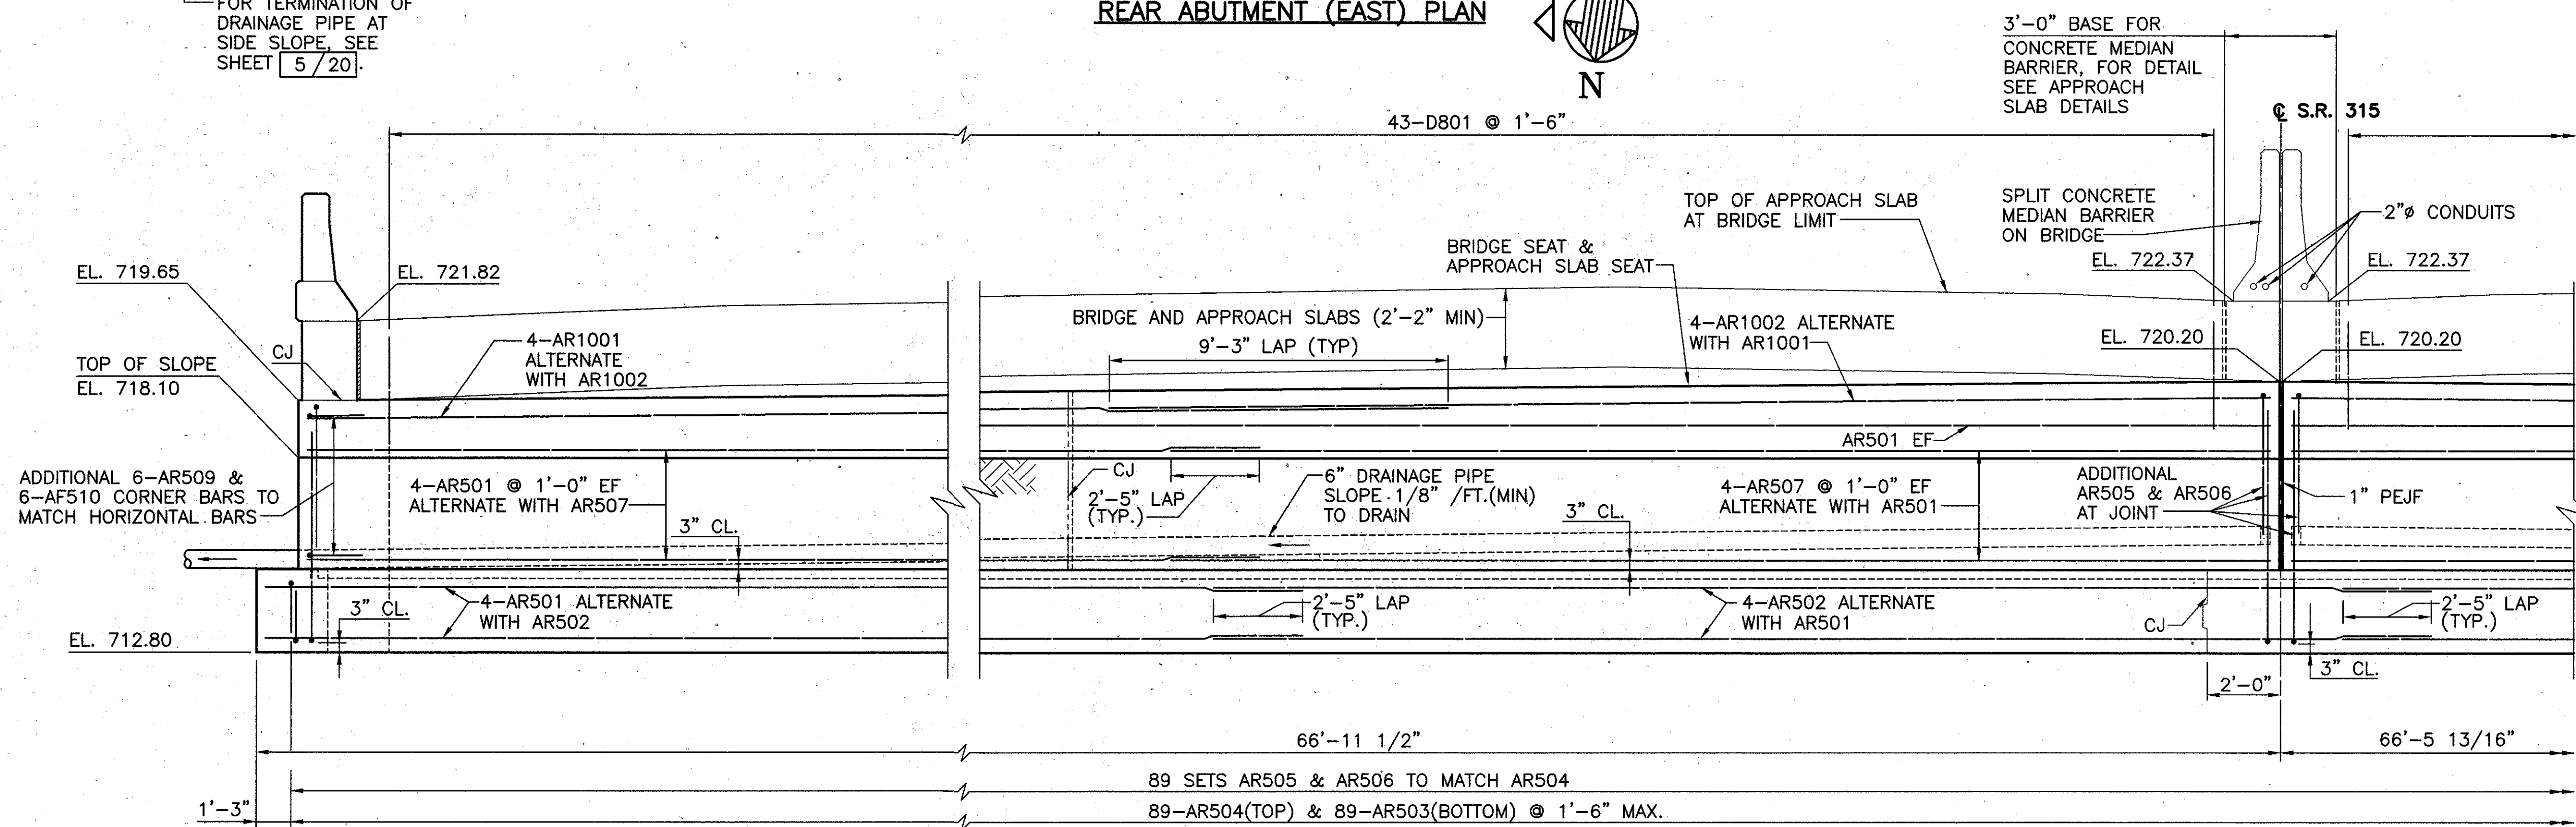 FOR TERMINATION OF
DRAINAGE PIPE AT
SIDE SLOPE, SEE
SHEET 5/20.
REAR ABUTMENT (EAST) PLAN
N
3'-0" BASE FOR
CONCRETE MEDIAN
BARRIER, FOR DETAIL
SEE APPROACH
SLAB DETAILS
℄ S.R. 315
43-D801 @ 1'-6"
TOP OF APPROACH SLAB
AT BRIDGE LIMIT
SPLIT CONCRETE
MEDIAN BARRIER
ON BRIDGE
2"ø CONDUITS
BRIDGE SEAT &
APPROACH SLAB SEAT
EL. 719.65
EL. 721.82
EL. 722.37
EL. 722.37
BRIDGE AND APPROACH SLABS (2'-2" MIN)
4-AR1001
ALTERNATE
WITH AR1002
9'-3" LAP (TYP)
4-AR1002 ALTERNATE
WITH AR1001
EL. 720.20
EL. 720.20
CJ
TOP OF SLOPE
EL. 718.10
AR501 EF
ADDITIONAL 6-AR509 &
6-AF510 CORNER BARS TO
MATCH HORIZONTAL BARS
4-AR501 @ 1'-0" EF
ALTERNATE WITH AR507
CJ
2'-5" LAP
(TYP.)
6" DRAINAGE PIPE
SLOPE 1/8" /FT.(MIN)
TO DRAIN
4-AR507 @ 1'-0" EF
ALTERNATE WITH AR501
ADDITIONAL
AR505 & AR506
AT JOINT
1" PEJF
3" CL.
3" CL.
3" CL.
4-AR501 ALTERNATE
WITH AR502
2'-5" LAP
(TYP.)
4-AR502 ALTERNATE
WITH AR501
CJ
2'-5" LAP
(TYP.)
EL. 712.80
3" CL.
2'-0"
66'-11 1/2"
66'-5 13/16"
89 SETS AR505 & AR506 TO MATCH AR504
1'-3"
89-AR504(TOP) & 89-AR503(BOTTOM) @ 1'-6" MAX.